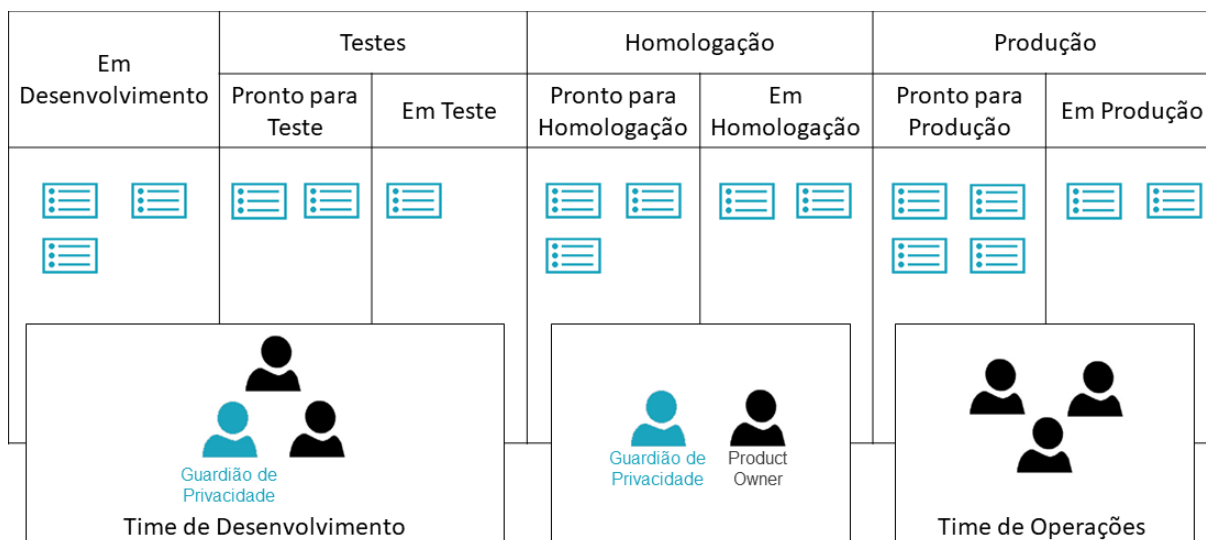 Em
Desenvolvimento
Testes
Homologação
Produção
Pronto para
Teste
Em Teste
Pronto para
Homologação
Em
Homologação
Pronto para
Produção
Em Produção
Guardião de
Privacidade
Time de Desenvolvimento
Guardião de
Privacidade
Product
Owner
Time de Operações